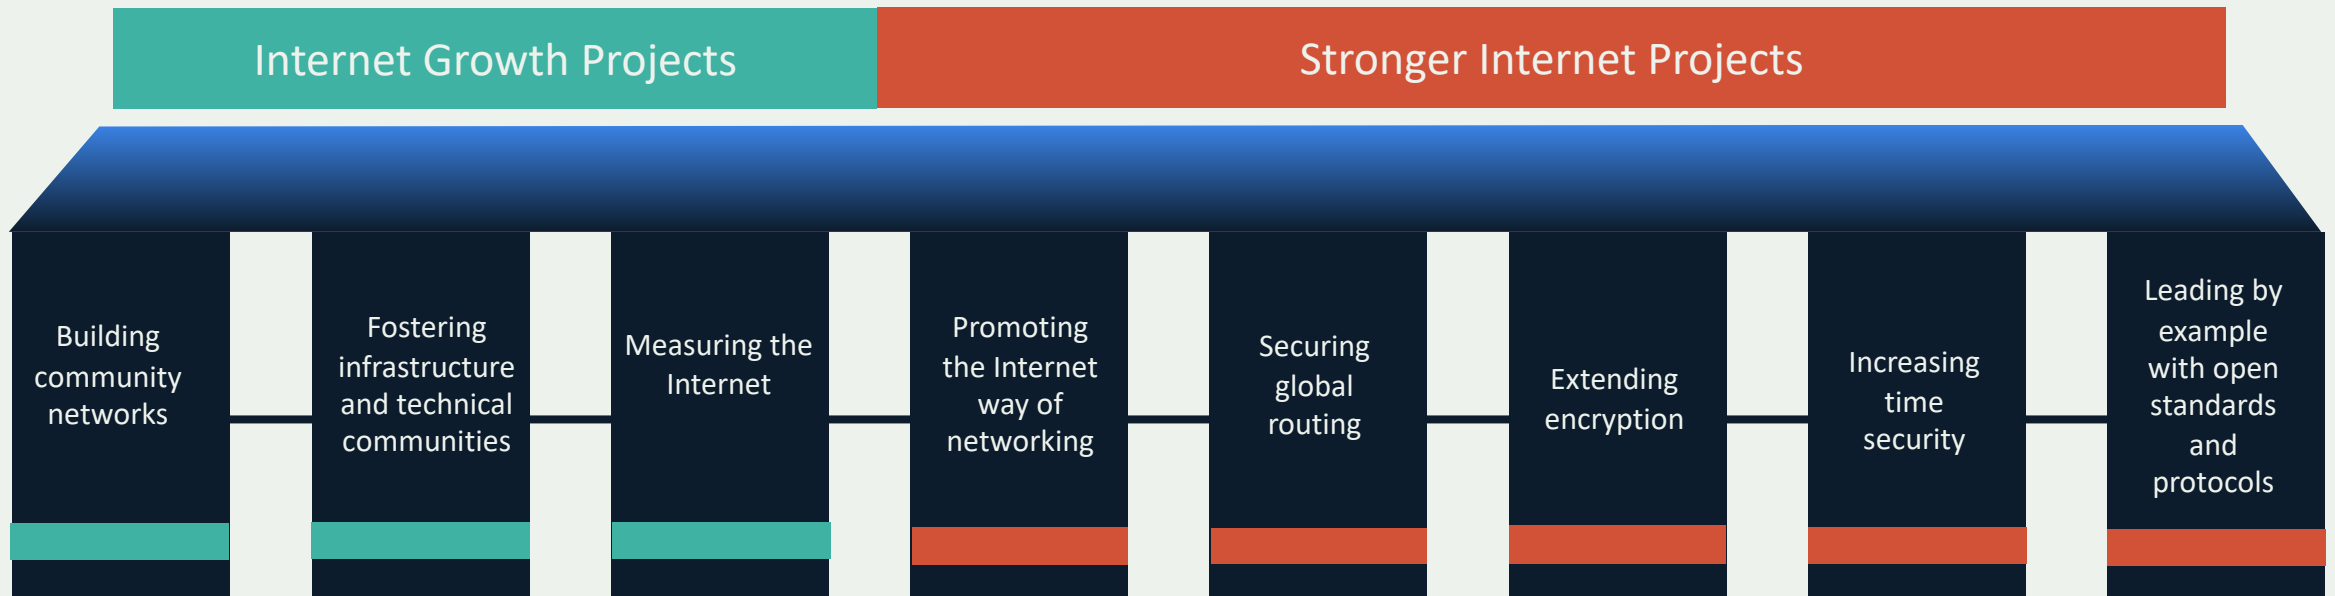 Internet Growth Projects
Stronger Internet Projects
Building
community
networks
Fostering
infrastructure
and technical
communities
Measuring the
Internet
Promoting
the Internet
way of
networking
Securing
global
routing
Extending
encryption
Increasing
time
security
Leading by
example
with open
standards
and
protocols